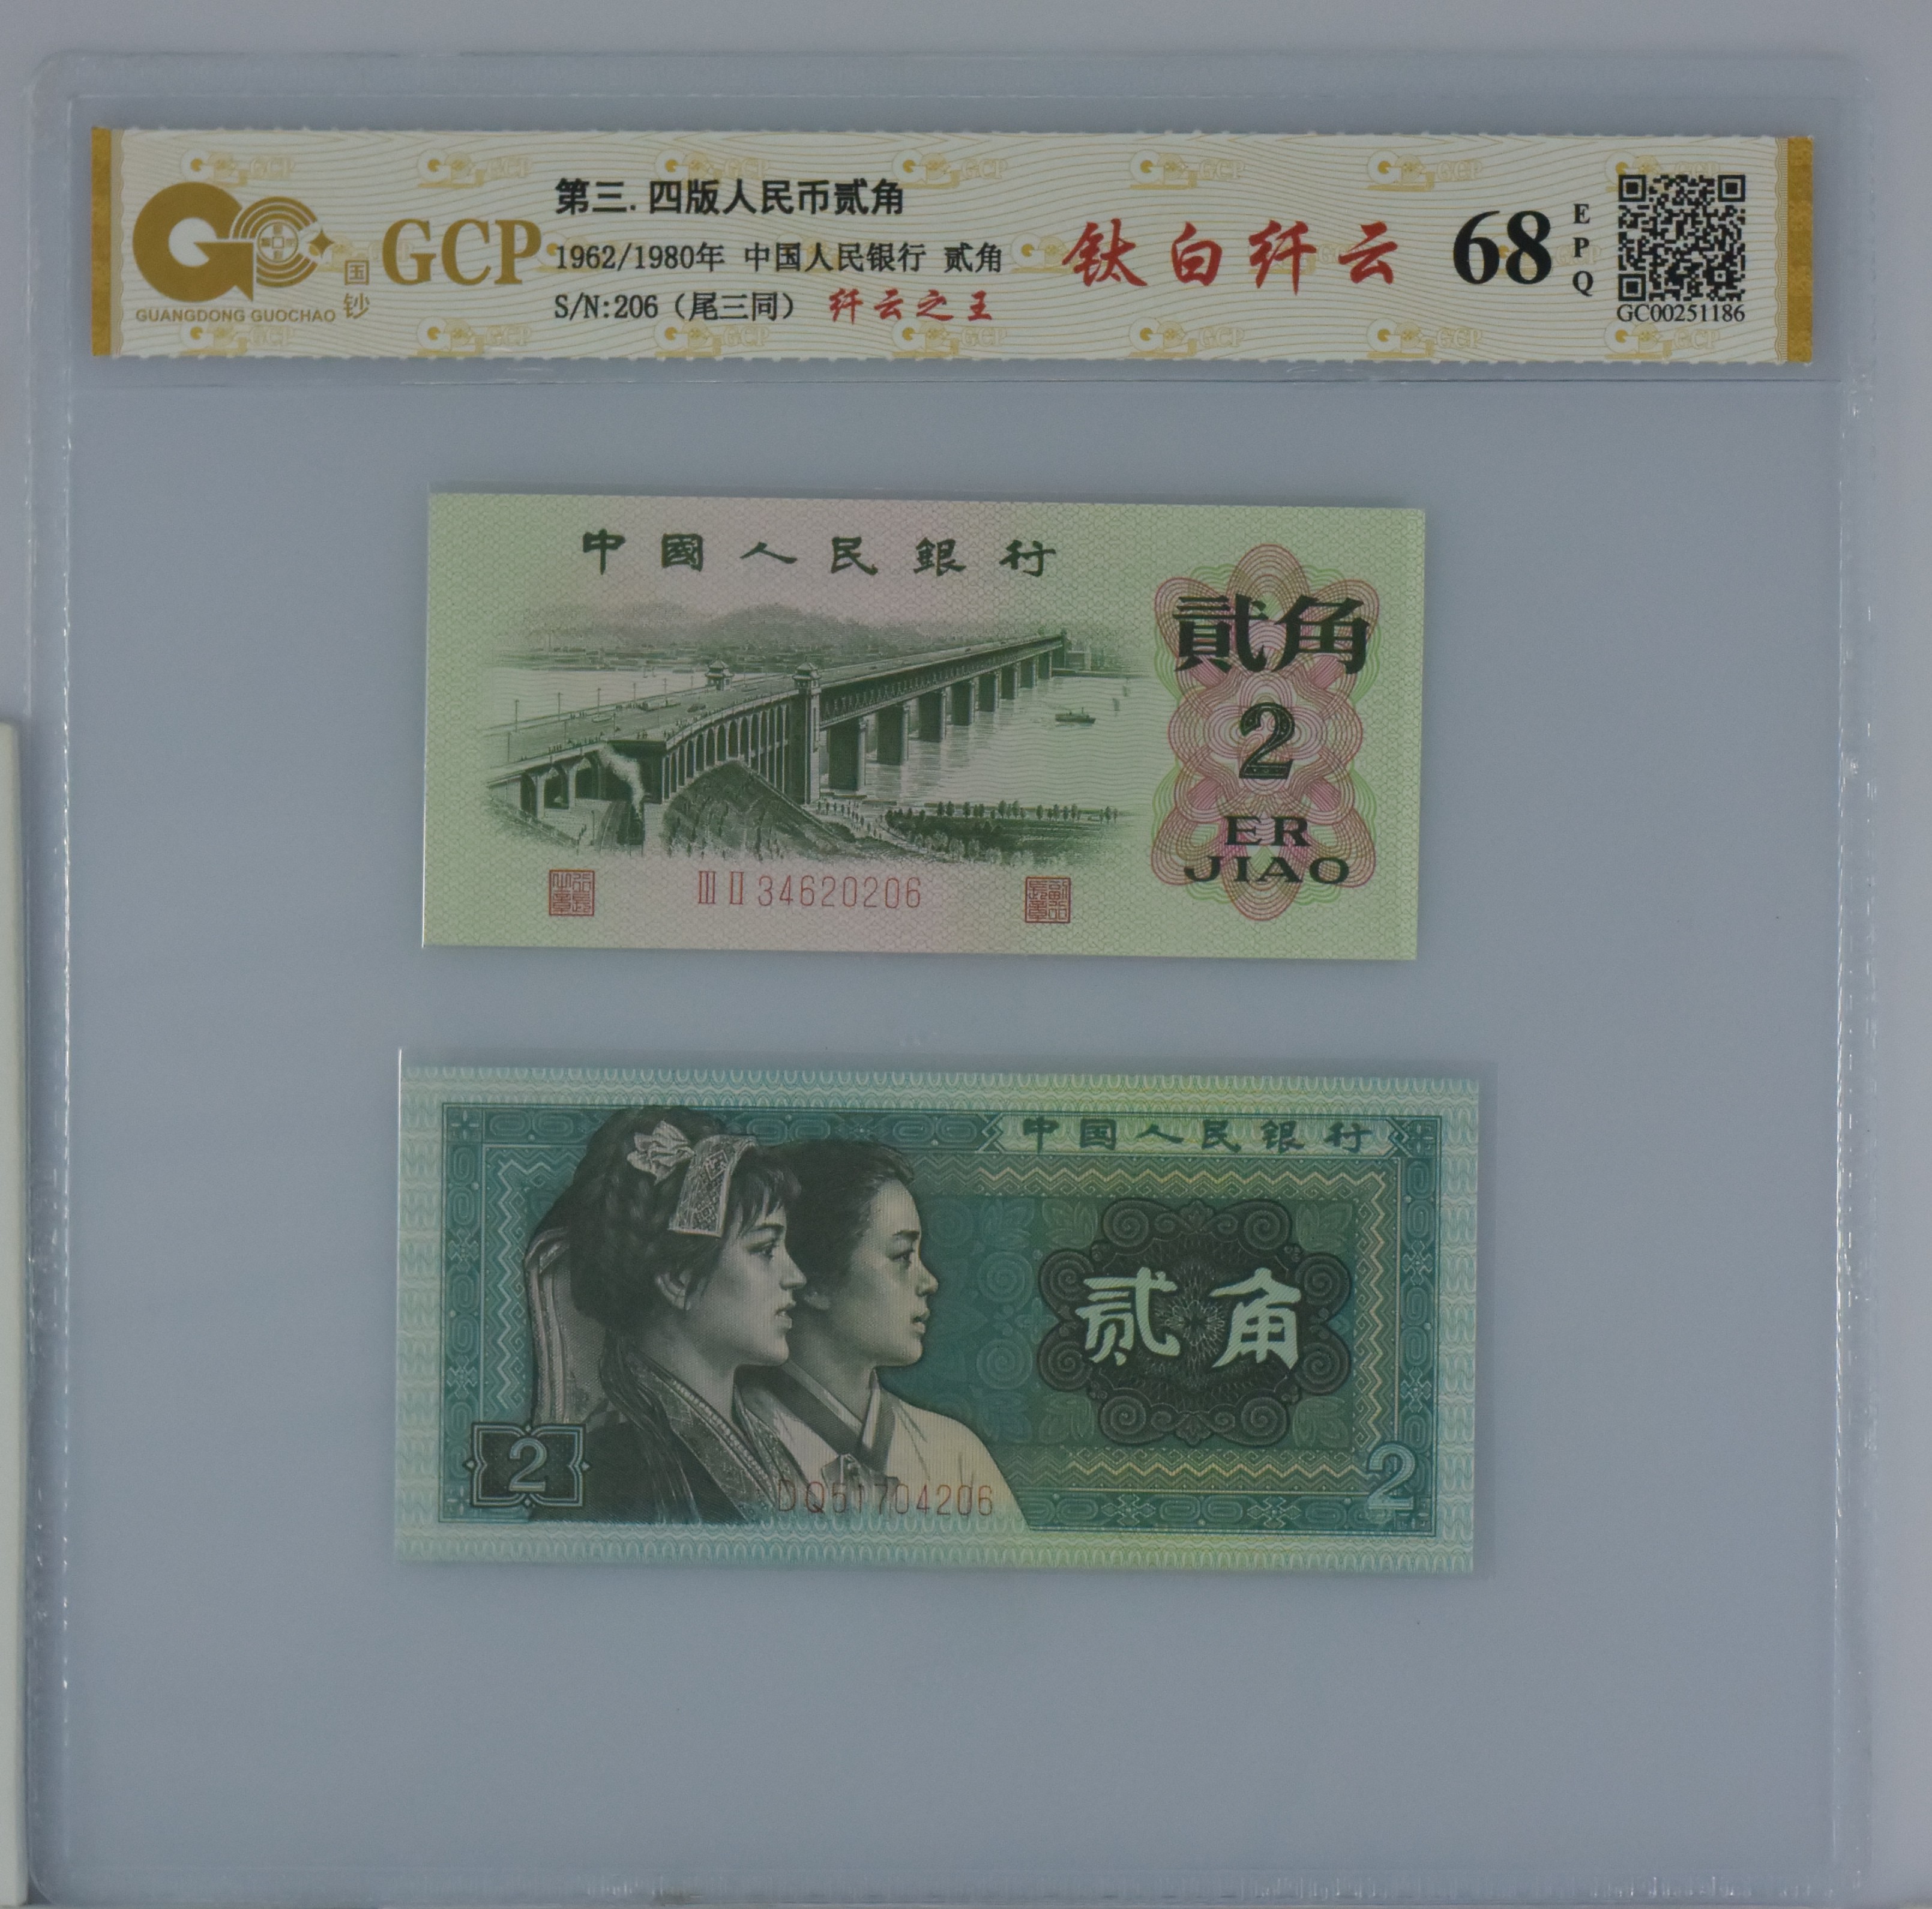 国钞
GUANGDONG GUOCHAO
GCP
第三.四版人民币贰角
1962/1980年 中国人民银行 贰角
S/N:206（尾三同） 纤云之王
钛白纤云
68
EPQ
GC00251186
中國人民銀行
貳角
2
ER
JIAO
III II 34620206
中国人民银行
贰角
2
DQ51704206
2